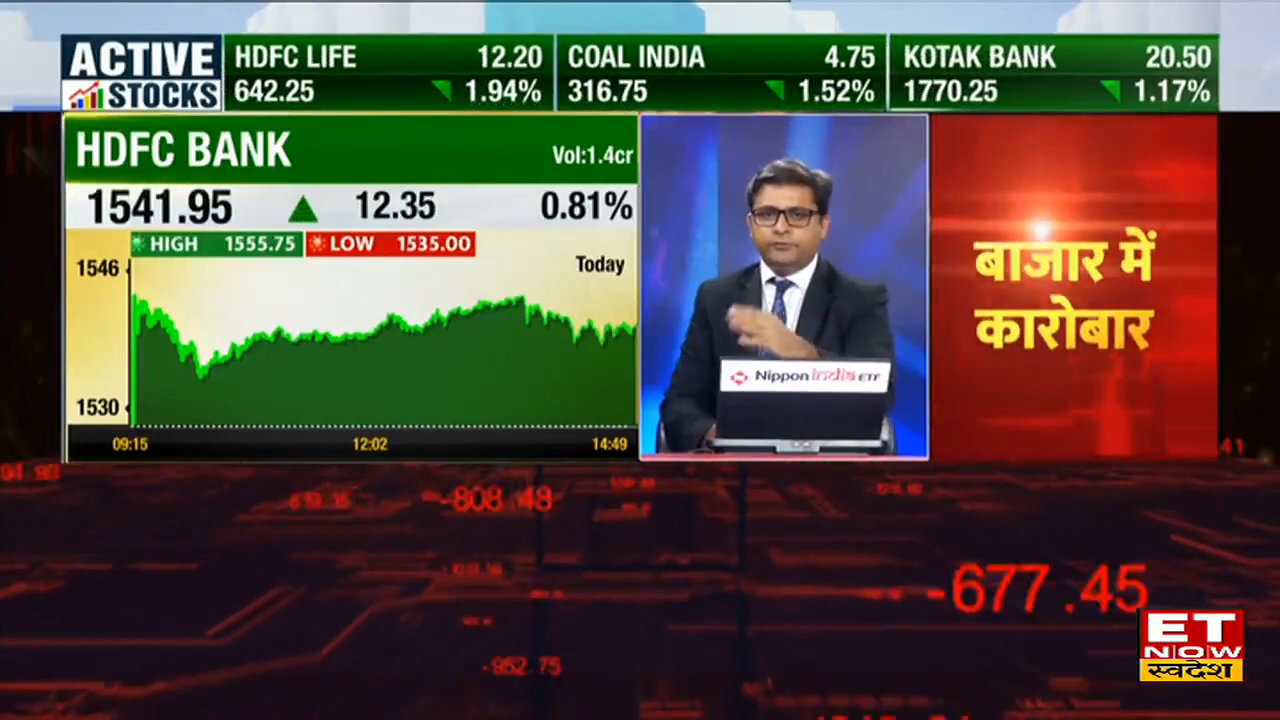 ACTIVE
STOCKS
HDFC LIFE 12.20
642.25 1.94%
COAL INDIA 4.75
316.75 1.52%
KOTAK BANK 20.50
1770.25 1.17%
HDFC BANK
Vol:1.4cr
1541.95 12.35 0.81%
HIGH 1555.75 LOW 1535.00
1546
Today
1530
09:15 12:02 14:49
Nippon india ETF
बाजार में
कारोबार
-808.48
-677.45
-952.75
ET
NOW
स्वदेश